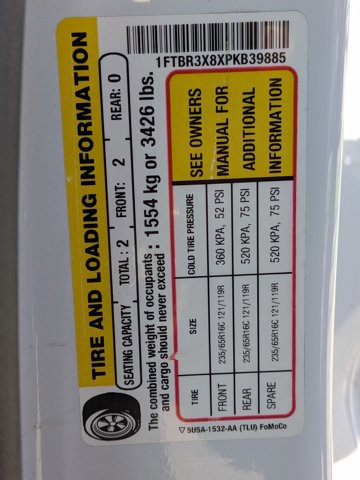 1FTBR3X8XPKB39885
TIRE AND LOADING INFORMATION
SEATING CAPACITY TOTAL: 2 FRONT: 2 REAR: 0
The combined weight of occupants : 1554 kg or 3426 lbs.
and cargo should never exceed
TIRE SIZE COLD TIRE PRESSURE SEE OWNERS
FRONT 235/65R16C 121/119R 360 KPA, 52 PSI MANUAL FOR
REAR 235/65R16C 121/119R 520 KPA, 75 PSI ADDITIONAL
SPARE 235/65R16C 121/119R 520 KPA, 75 PSI INFORMATION
5U5A-1532-AA (TLU) FoMoCo